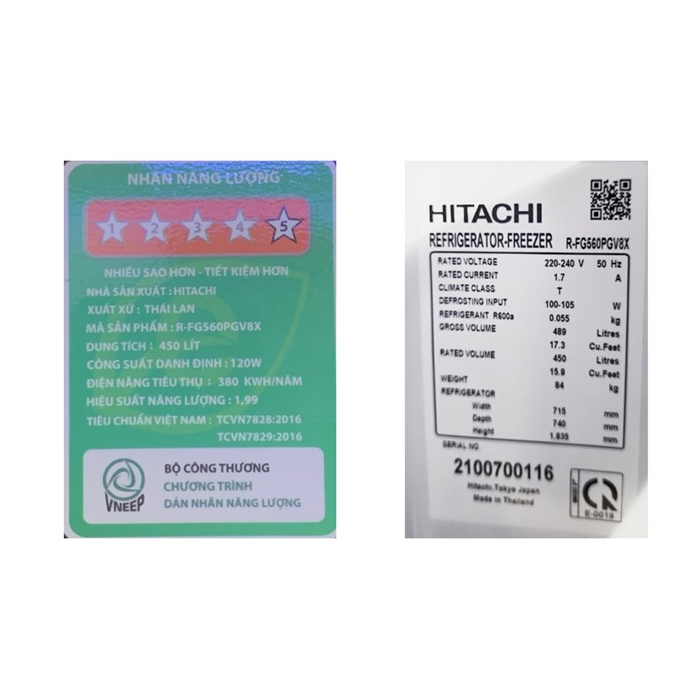 NHÃN NĂNG LƯỢNG
1 2 3 4 5
NHIỀU SAO HƠN - TIẾT KIỆM HƠN
NHÀ SẢN XUẤT : HITACHI
XUẤT XỨ : THÁI LAN
MÃ SẢN PHẨM : R-FG560PGV8X
DUNG TÍCH : 450 LÍT
CÔNG SUẤT DANH ĐỊNH : 120W
ĐIỆN NĂNG TIÊU THỤ : 380 KWH/NĂM
HIỆU SUẤT NĂNG LƯỢNG : 1,99
TIÊU CHUẨN VIỆT NAM : TCVN7828:2016
TCVN7829:2016
VNEEP
BỘ CÔNG THƯƠNG
CHƯƠNG TRÌNH
DÁN NHÃN NĂNG LƯỢNG
HITACHI
REFRIGERATOR-FREEZER R-FG560PGV8X
RATED VOLTAGE 220-240 V 50 Hz
RATED CURRENT 1.7 A
CLIMATE CLASS T
DEFROSTING INPUT 100-105 W
REFRIGERANT R600a 0.055 kg
GROSS VOLUME 489 Litres
17.3 Cu.Feet
RATED VOLUME 450 Litres
15.9 Cu.Feet
WEIGHT 84 kg
REFRIGERATOR
Width 715 mm
Depth 740 mm
Height 1,835 mm
SERIAL NO.
2100700116
Hitachi,Tokyo Japan
Made in Thailand
E-0019